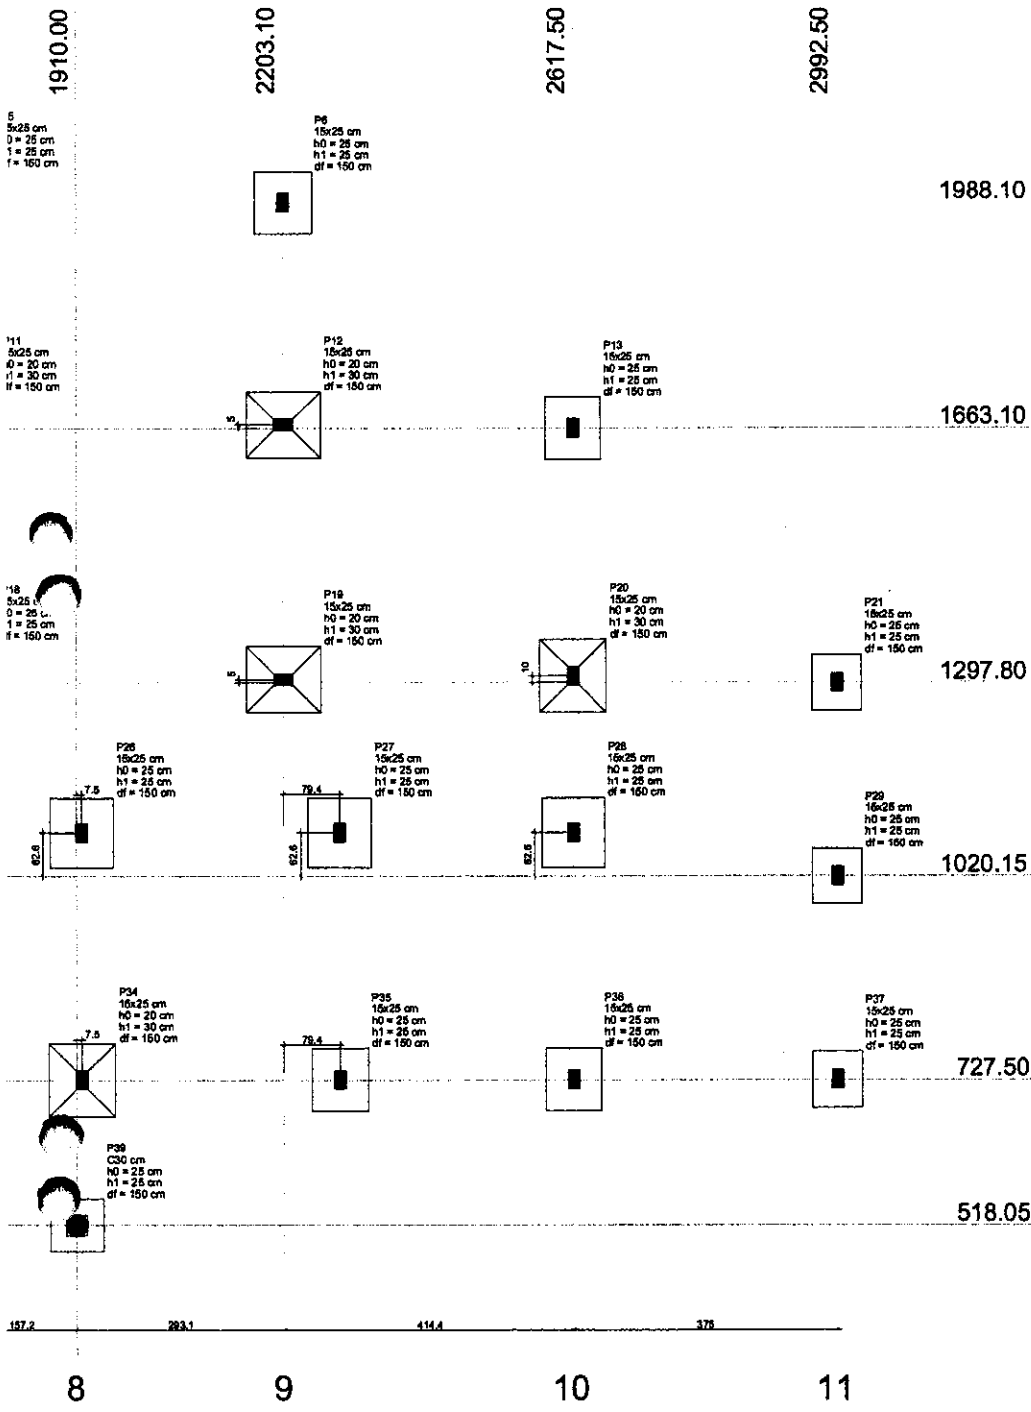 1910.00
2203.10
2617.50
2992.50
5x25 cm
0 = 25 cm
1 = 25 cm
f = 150 cm
P6
15x25 cm
h0 = 25 cm
h1 = 25 cm
df = 150 cm
1988.10
11
5x25 cm
0 = 20 cm
1 = 30 cm
f = 150 cm
P12
15x25 cm
h0 = 20 cm
h1 = 30 cm
df = 150 cm
5
P13
15x25 cm
h0 = 25 cm
h1 = 25 cm
df = 150 cm
1663.10
18
0 = 25
1 = 25 cm
f = 150 cm
P19
15x25 cm
h0 = 20 cm
h1 = 30 cm
df = 150 cm
5
P20
15x25 cm
h0 = 20 cm
h1 = 30 cm
df = 150 cm
10
P21
15x25 cm
h0 = 25 cm
h1 = 25 cm
df = 150 cm
1297.80
P26
15x25 cm
h0 = 25 cm
h1 = 25 cm
df = 150 cm
7.5
62.6
P27
15x25 cm
h0 = 25 cm
h1 = 25 cm
df = 150 cm
79.4
62.6
P28
15x25 cm
h0 = 25 cm
h1 = 25 cm
df = 150 cm
62.6
P29
15x25 cm
h0 = 25 cm
h1 = 25 cm
df = 150 cm
1020.15
P34
15x25 cm
h0 = 20 cm
h1 = 30 cm
df = 150 cm
7.5
P35
15x25 cm
h0 = 25 cm
h1 = 25 cm
df = 150 cm
79.4
P36
15x25 cm
h0 = 25 cm
h1 = 25 cm
df = 150 cm
P37
15x25 cm
h0 = 25 cm
h1 = 25 cm
df = 150 cm
727.50
P39
C30 cm
h0 = 25 cm
h1 = 25 cm
df = 150 cm
518.05
157.2
293.1
414.4
375
8
9
10
11